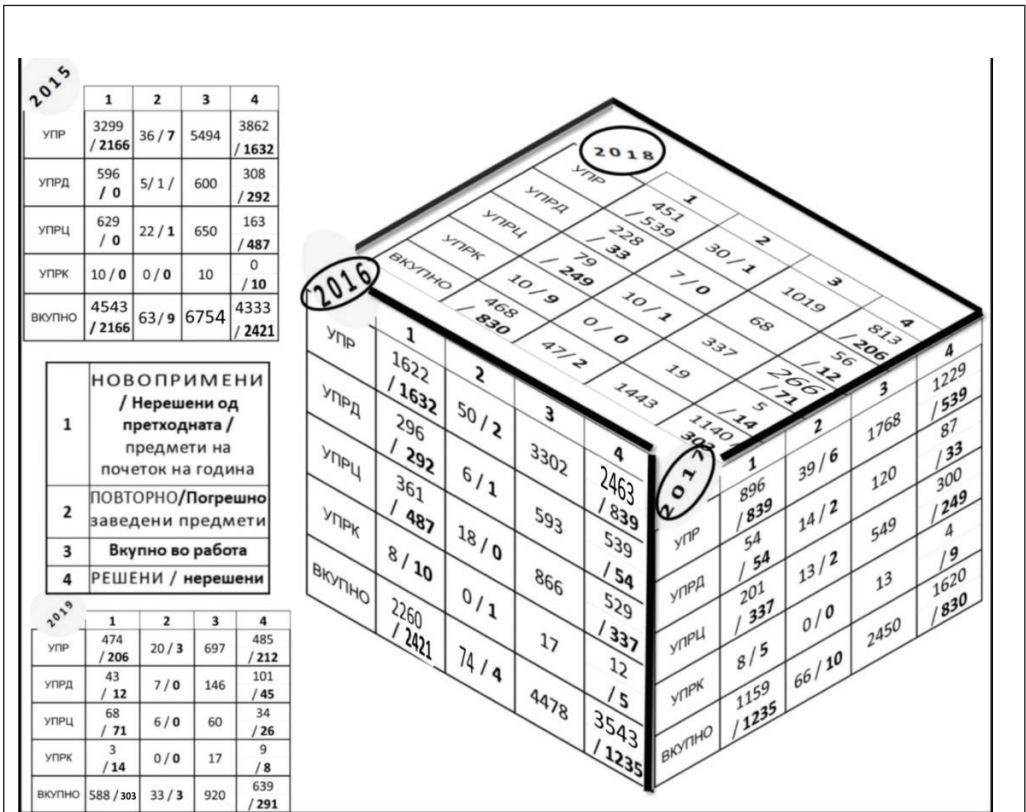 2015
1 2 3 4
УПР 3299 / 2166 36 / 7 5494 3862 / 1632
УПРД 596 / 0 5/ 1 / 600 308 / 292
УПРЦ 629 / 0 22 / 1 650 163 / 487
УПРК 10 / 0 0 / 0 10 0 / 10
ВКУПНО 4543 / 2166 63/ 9 6754 4333 / 2421
1 НОВОПРИМЕНИ
/ Нерешени од
претходната /
предмети на
почеток на година
2 ПОВТОРНО/Погрешно
заведени предмети
3 Вкупно во работа
4 РЕШЕНИ / нерешени
2019
1 2 3 4
УПР 474 / 206 20 / 3 697 485 / 212
УПРД 43 / 12 7 / 0 146 101 / 45
УПРЦ 68 / 71 6 / 0 60 34 / 26
УПРК 3 / 14 0 / 0 17 9 / 8
ВКУПНО 588 / 303 33 / 3 920 639 / 291
2018
1 2 3 4
УПР 451 / 539 30 / 1 1019 813 / 206
УПРД 228 / 33 7 / 0 68 56 / 12
УПРЦ 79 / 249 10 / 1 337 266 / 71
УПРК 10 / 9 0 / 0 19 5 / 14
ВКУПНО 468 / 830 47 / 2 1443 1140 / 303
2016
1 2 3 4
УПР 1622 / 1632 50 / 2 3302 2463 / 839
УПРД 296 / 292 6 / 1 593 539 / 54
УПРЦ 361 / 487 18 / 0 866 529 / 337
УПРК 8 / 10 0 / 1 17 12 / 5
ВКУПНО 2260 / 2421 74 / 4 4478 3543 / 1235
2017
1 2 3 4
УПР 896 / 839 39 / 6 1768 1229 / 539
УПРД 54 / 54 14 / 2 120 87 / 33
УПРЦ 201 / 337 13 / 2 549 300 / 249
УПРК 8 / 5 0 / 0 13 4 / 9
ВКУПНО 1159 / 1235 66 / 10 2450 1620 / 830